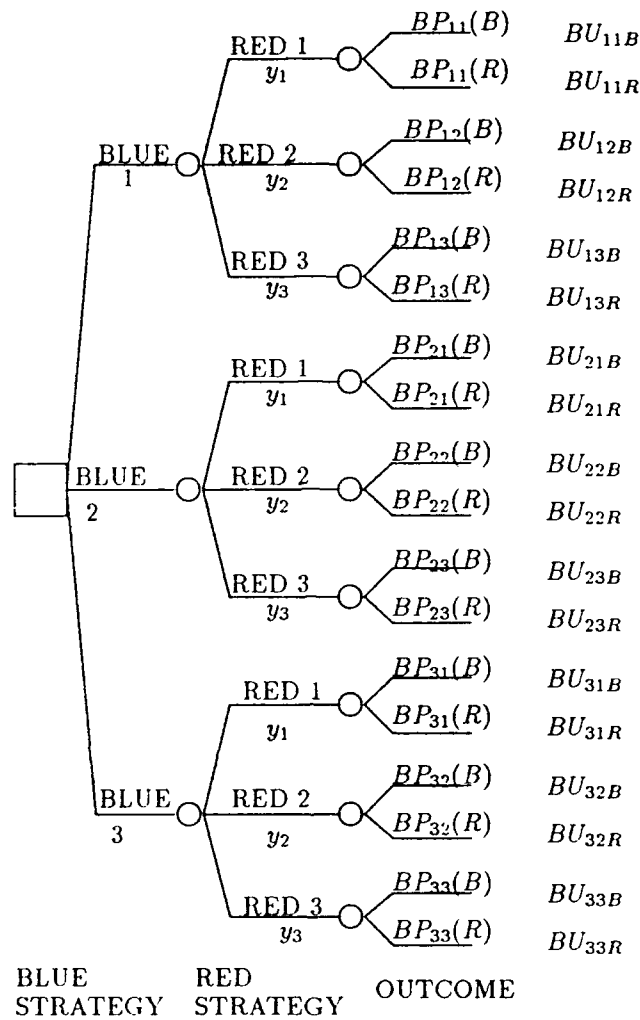 RED 1 BP₁₁(B) BU₁₁B
y₁ BP₁₁(R) BU₁₁R
BLUE RED 2 BP₁₂(B) BU₁₂B
1 y₂ BP₁₂(R) BU₁₂R
RED 3 BP₁₃(B) BU₁₃B
y₃ BP₁₃(R) BU₁₃R
RED 1 BP₂₁(B) BU₂₁B
y₁ BP₂₁(R) BU₂₁R
BLUE RED 2 BP₂₂(B) BU₂₂B
2 y₂ BP₂₂(R) BU₂₂R
RED 3 BP₂₃(B) BU₂₃B
y₃ BP₂₃(R) BU₂₃R
RED 1 BP₃₁(B) BU₃₁B
y₁ BP₃₁(R) BU₃₁R
BLUE RED 2 BP₃₂(B) BU₃₂B
3 y₂ BP₃₂(R) BU₃₂R
RED 3 BP₃₃(B) BU₃₃B
y₃ BP₃₃(R) BU₃₃R
BLUE RED OUTCOME
STRATEGY STRATEGY